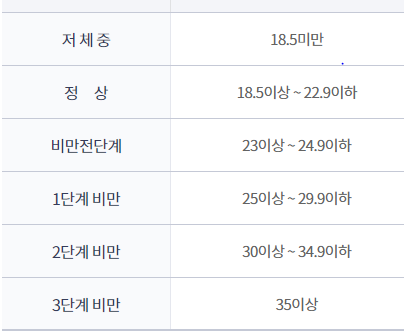 저 체 중 18.5미만
정 상 18.5이상 ~ 22.9이하
비만전단계 23이상 ~ 24.9이하
1단계 비만 25이상 ~ 29.9이하
2단계 비만 30이상 ~ 34.9이하
3단계 비만 35이상